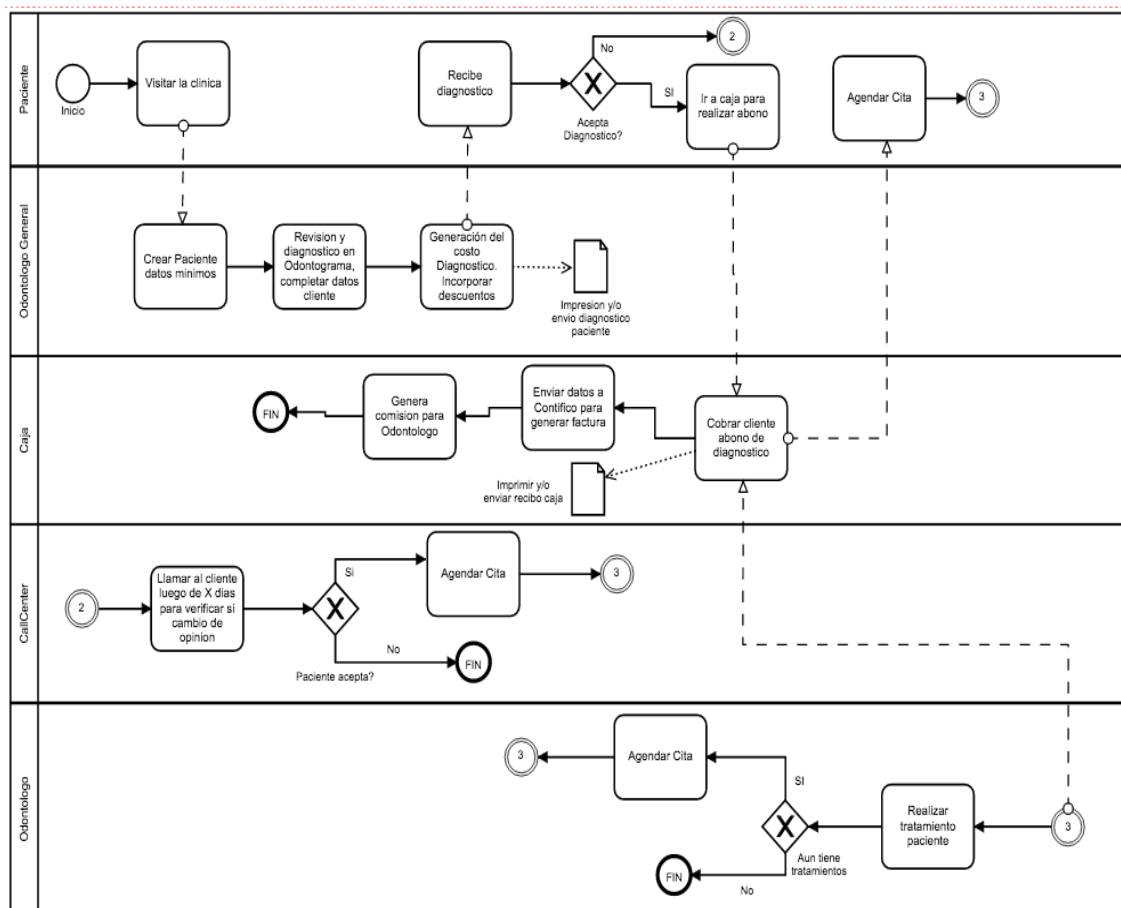 Paciente
Inicio
Visitar la clinica
Recibe
diagnostico
Acepta
Diagnostico?
No
2
SI
Ir a caja para
realizar abono
Agendar Cita
3
Odontologo General
Crear Paciente
datos minimos
Revision y
diagnostico en
Odontograma,
completar datos
cliente
Generación del
costo
Diagnostico.
Incorporar
descuentos
Impresion y/o
envio diagnostico
paciente
Caja
FIN
Genera
comision para
Odontologo
Enviar datos a
Contifico para
generar factura
Cobrar cliente
abono de
diagnostico
Imprimir y/o
enviar recibo caja
CallCenter
2
Llamar al cliente
luego de X dias
para verificar si
cambio de
opinion
Si
Agendar Cita
3
No
FIN
Paciente acepta?
Odontologo
3
Agendar Cita
SI
Realizar
tratamiento
paciente
3
Aun tiene
tratamientos
FIN
No